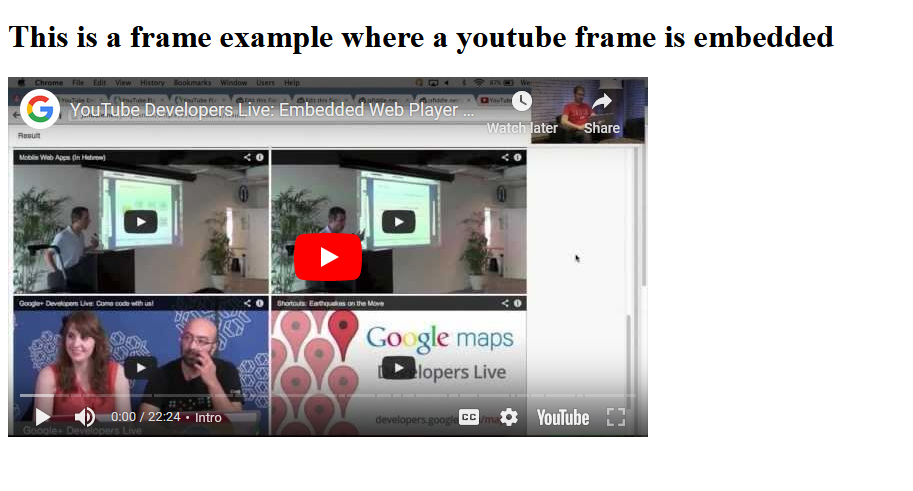 This is a frame example where a youtube frame is embedded
Chrome File Edit View History Bookmarks Window Users Help
YouTube Developers Live: Embedded Web Player ...
Watch later
Share
Result
Mobile Web Apps (in Hebrew)
Google+ Developers Live: Come code with us!
Shortcuts: Earthquakes on the Move
Google maps
Developers Live
0:00 / 22:24 • Intro
CC
YouTube
Google+ Developers Live